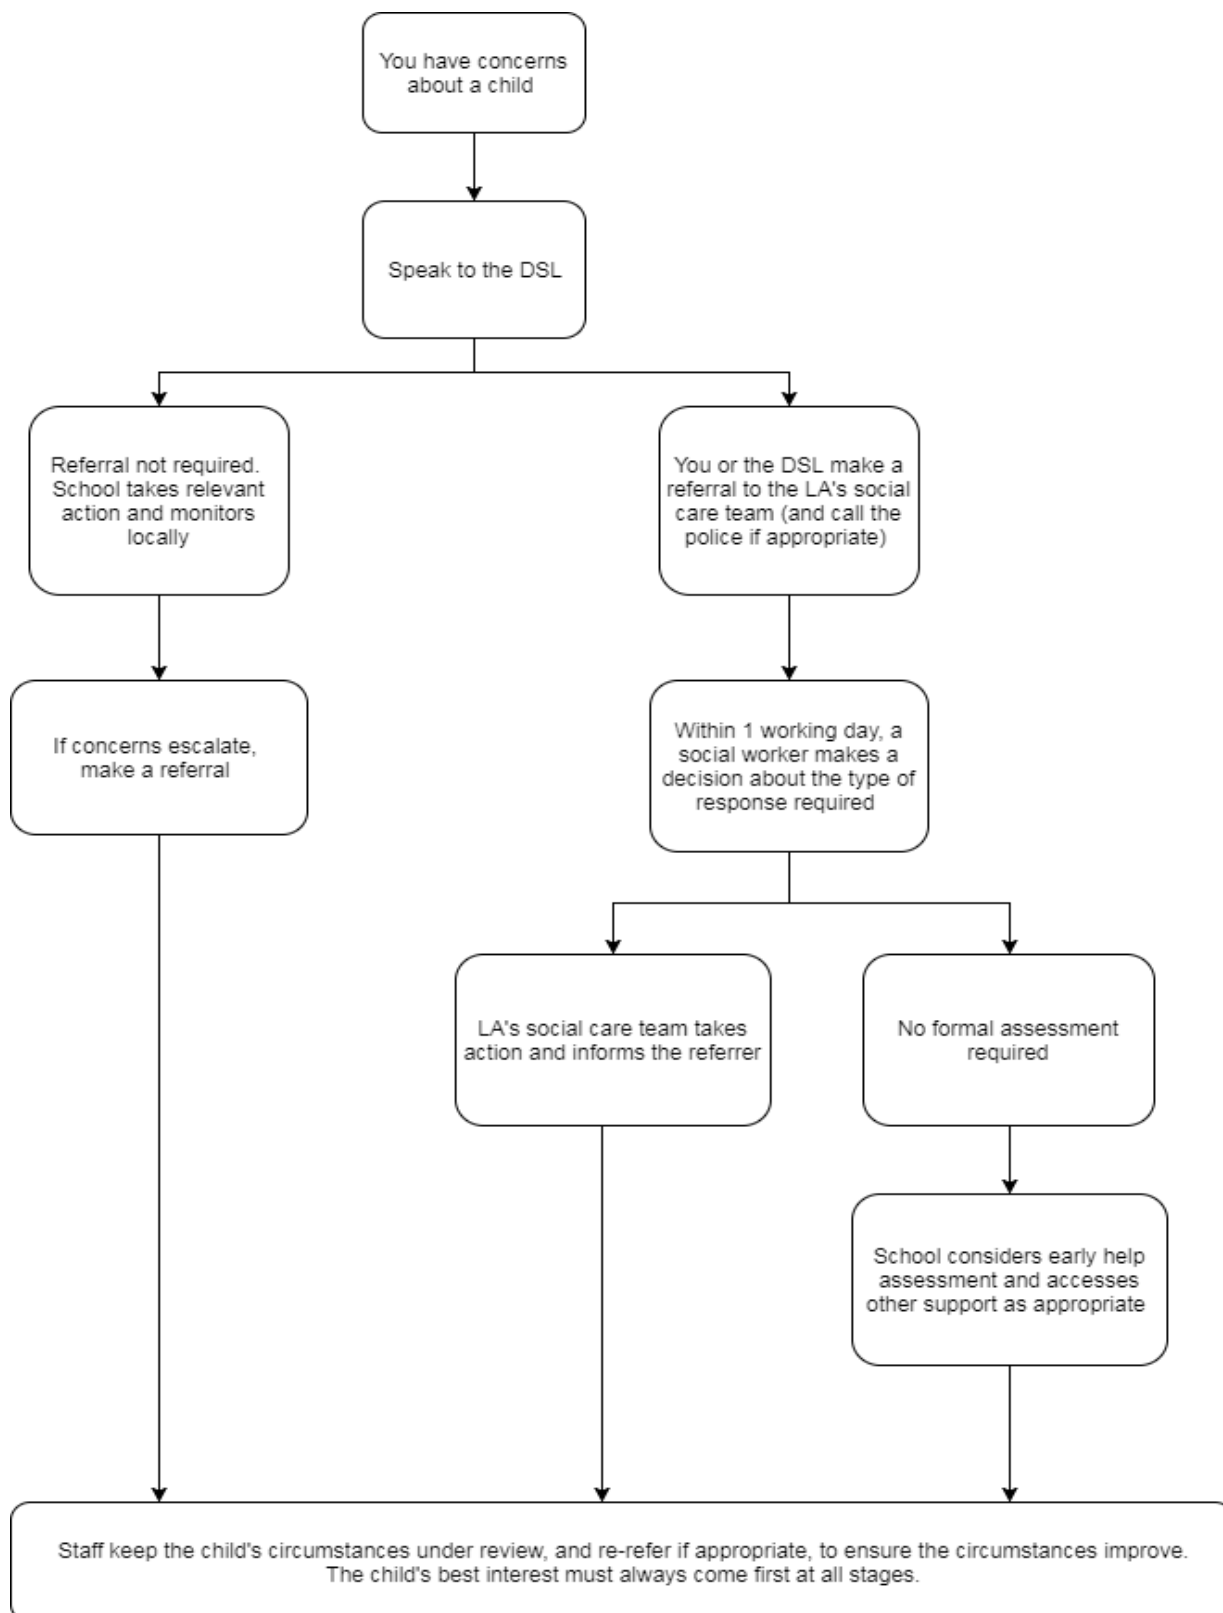 You have concerns
about a child
Speak to the DSL
Referral not required.
School takes relevant
action and monitors
locally
You or the DSL make a
referral to the LA's social
care team (and call the
police if appropriate)
If concerns escalate,
make a referral
Within 1 working day, a
social worker makes a
decision about the type of
response required
LA's social care team takes
action and informs the referrer
No formal assessment
required
School considers early help
assessment and accesses
other support as appropriate
Staff keep the child's circumstances under review, and re-refer if appropriate, to ensure the circumstances improve.
The child's best interest must always come first at all stages.